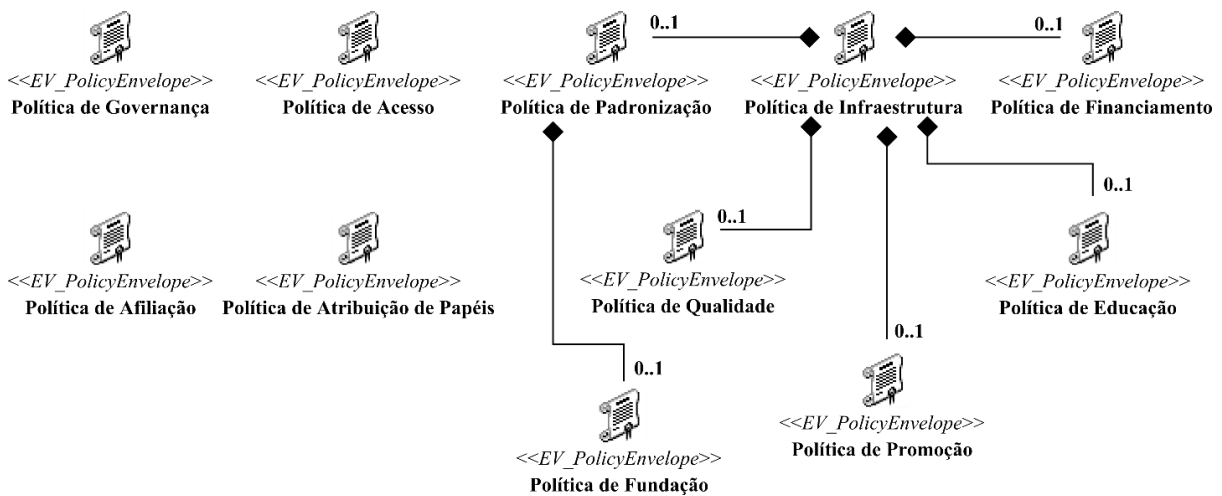 0..1
0..1
<<EV_PolicyEnvelope>>
Política de Governança
<<EV_PolicyEnvelope>>
Política de Acesso
<<EV_PolicyEnvelope>>
Política de Padronização
<<EV_PolicyEnvelope>>
Política de Infraestrutura
<<EV_PolicyEnvelope>>
Política de Financiamento
0..1
0..1
<<EV_PolicyEnvelope>>
Política de Afiliação
<<EV_PolicyEnvelope>>
Política de Atribuição de Papéis
<<EV_PolicyEnvelope>>
Política de Qualidade
<<EV_PolicyEnvelope>>
Política de Educação
0..1
0..1
<<EV_PolicyEnvelope>>
Política de Promoção
<<EV_PolicyEnvelope>>
Política de Fundação